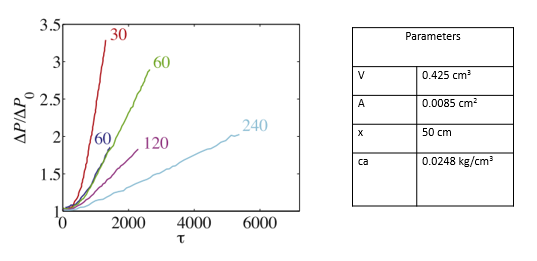 3.5
3
2.5
2
1.5
1
ΔP/ΔP₀
30
60
60
120
240
0
2000
4000
6000
τ
Parameters
V 0.425 cm³
A 0.0085 cm²
x 50 cm
ca 0.0248 kg/cm³